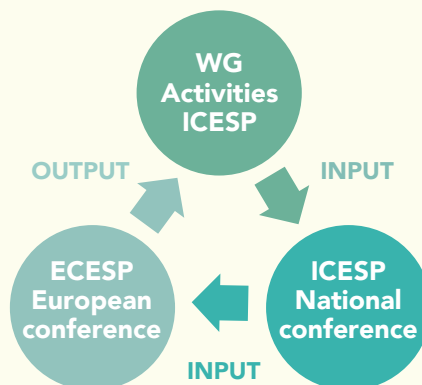 WG
Activities
ICESP
OUTPUT
INPUT
ECESP
European
conference
ICESP
National
conference
INPUT